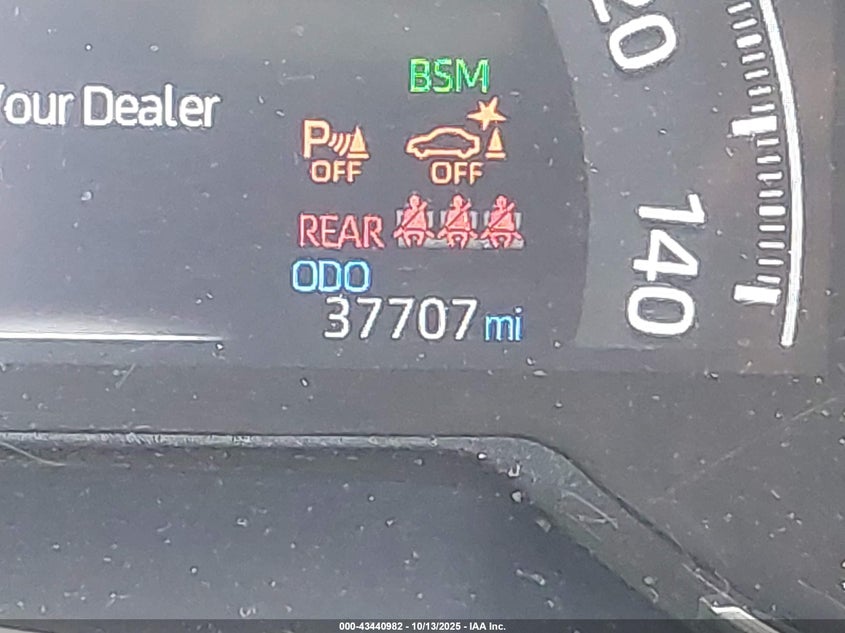 Your Dealer
BSM
P OFF
OFF
REAR
ODO
37707 mi
20
140
000-43440982 - 10/13/2025 - IAA Inc.